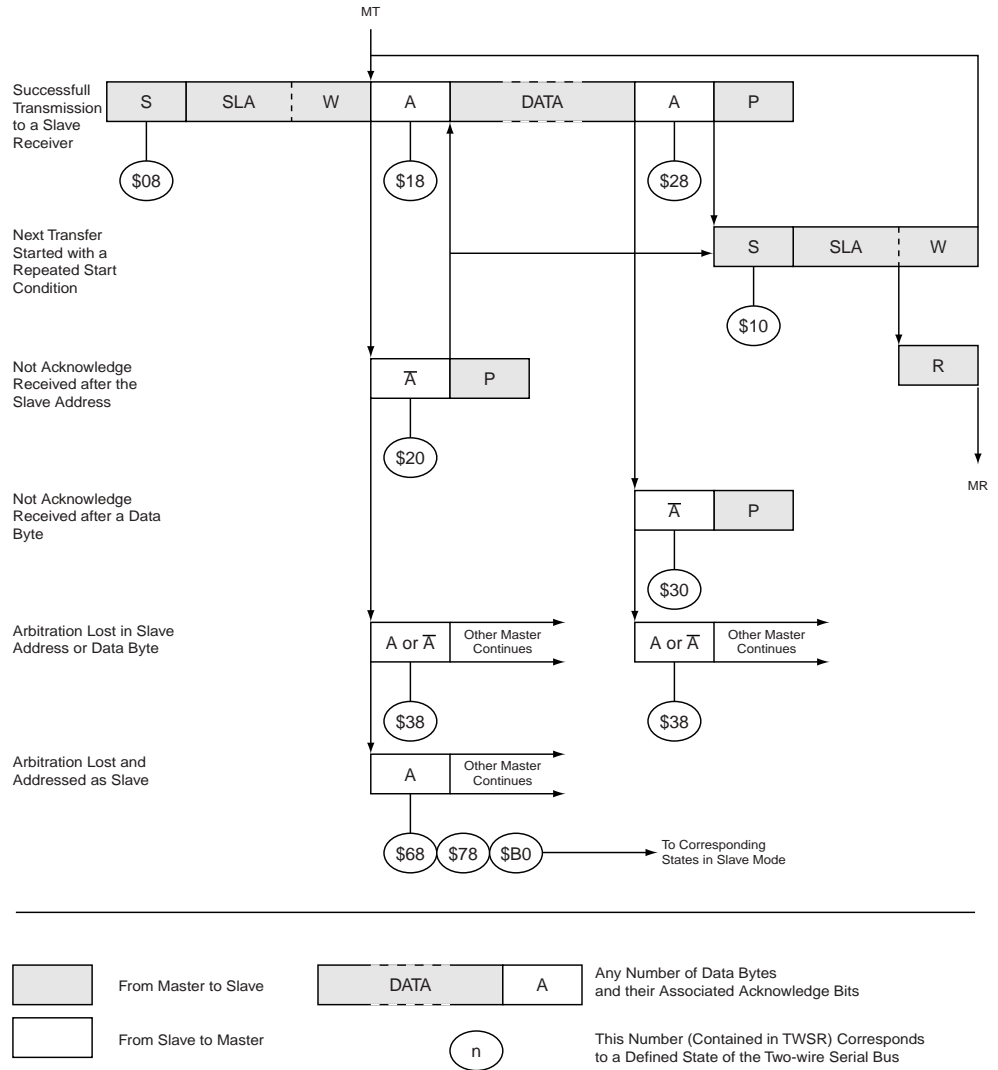 MT
Successfull
Transmission
to a Slave
Receiver
S SLA W A DATA A P
$08 $18 $28
Next Transfer
Started with a
Repeated Start
Condition
S SLA W
$10
Not Acknowledge
Received after the
Slave Address
A̅ P
R
$20
MR
Not Acknowledge
Received after a Data
Byte
A̅ P
$30
Arbitration Lost in Slave
Address or Data Byte
A or A̅
Other Master
Continues
A or A̅
Other Master
Continues
$38 $38
Arbitration Lost and
Addressed as Slave
A
Other Master
Continues
$68 $78 $B0
To Corresponding
States in Slave Mode
From Master to Slave
DATA A
Any Number of Data Bytes
and their Associated Acknowledge Bits
From Slave to Master
n
This Number (Contained in TWSR) Corresponds
to a Defined State of the Two-wire Serial Bus